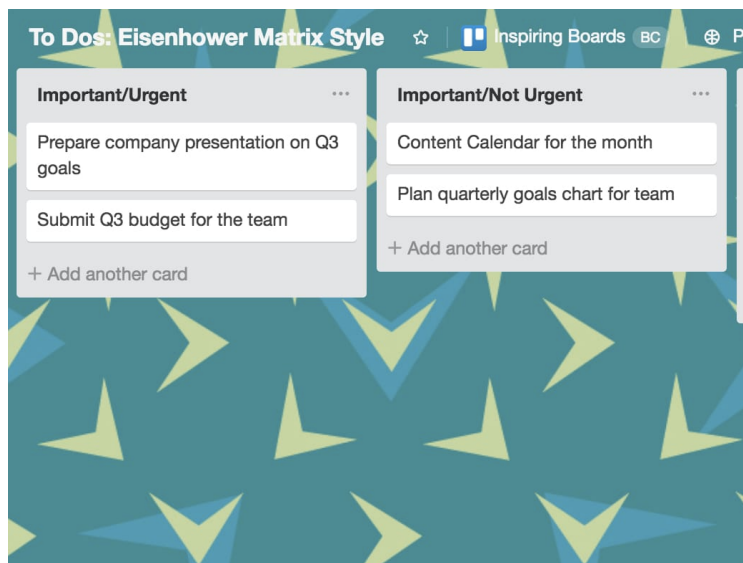 To Dos: Eisenhower Matrix Style
Inspiring Boards
BC
P
Important/Urgent
Prepare company presentation on Q3
goals
Submit Q3 budget for the team
+ Add another card
Important/Not Urgent
Content Calendar for the month
Plan quarterly goals chart for team
+ Add another card